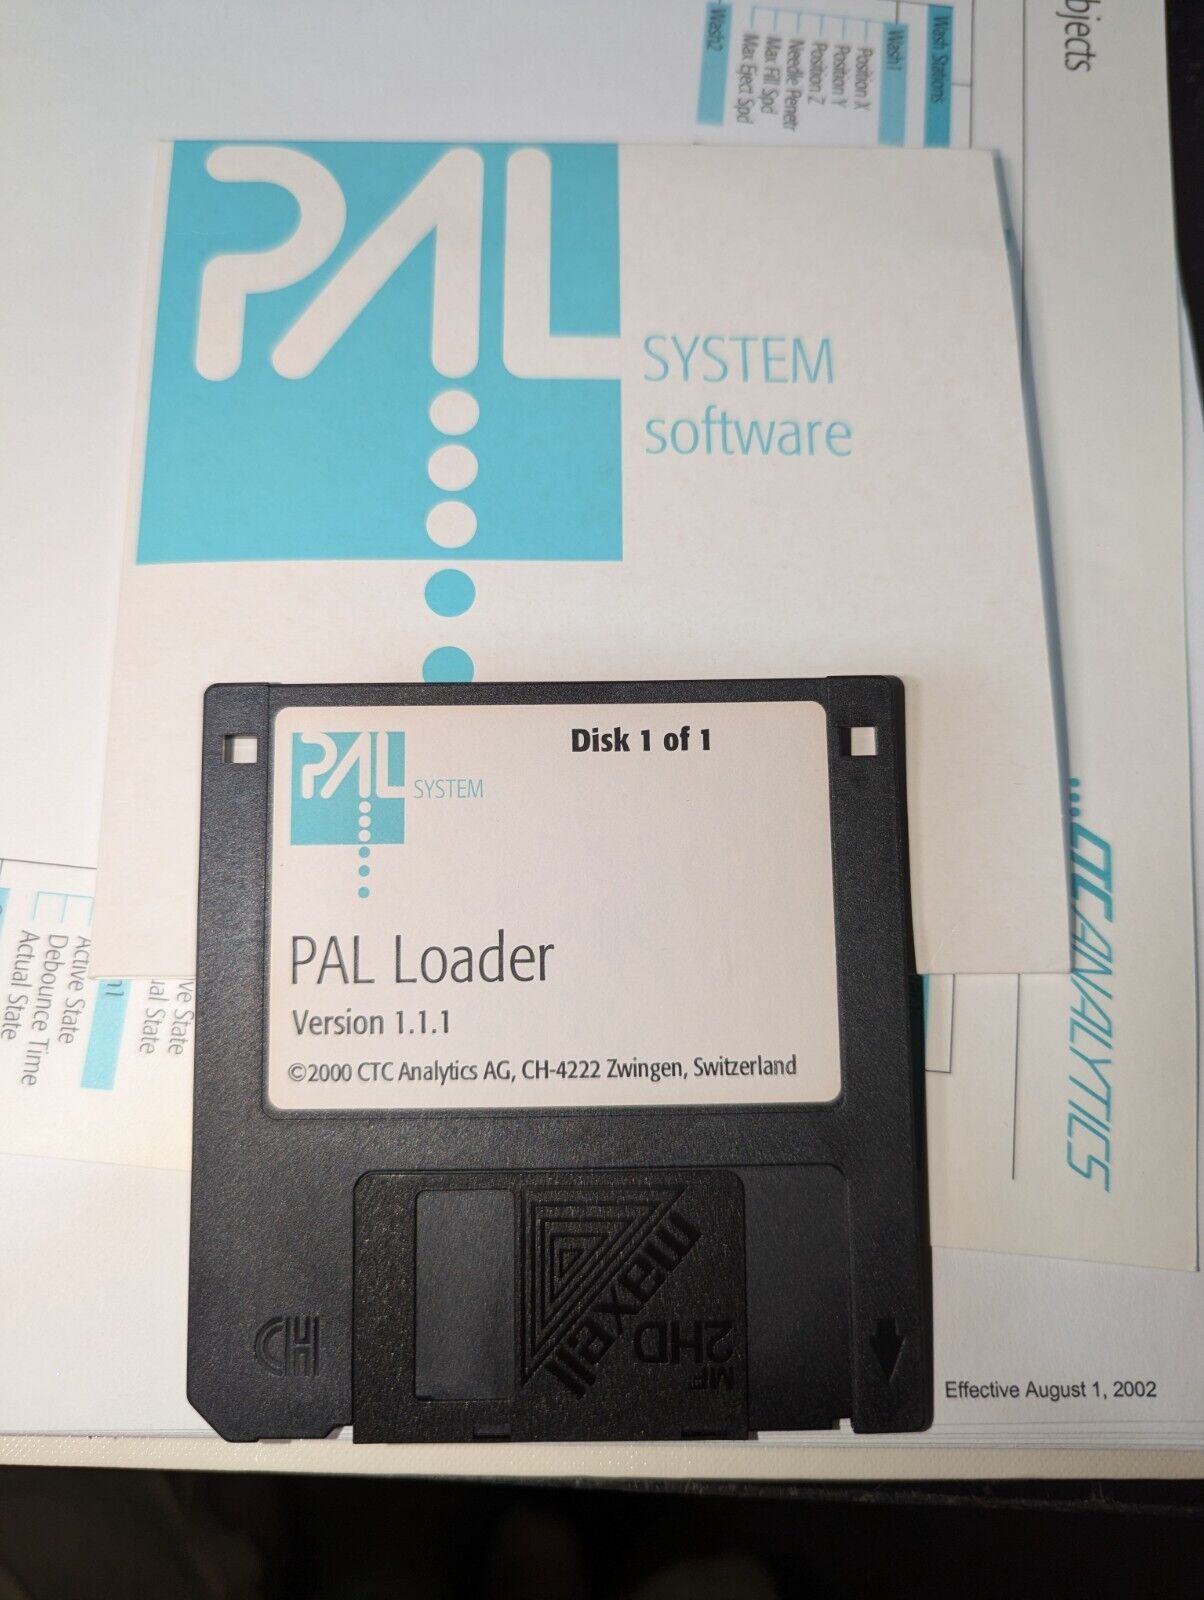 bjects
Wash Stations
Wash1
Position X
Position Y
Position Z
Needle Penetr
Max Fill Spd
Max Eject Spd
Wash2
PAL
SYSTEM
software
Disk 1 of 1
PAL
SYSTEM
PAL Loader
Version 1.1.1
©2000 CTC Analytics AG, CH-4222 Zwingen, Switzerland
...CTC ANALYTICS
Active State
Debounce Time
Actual State
ve State
ual State
maxell
MF
2HD
HD
Effective August 1, 2002